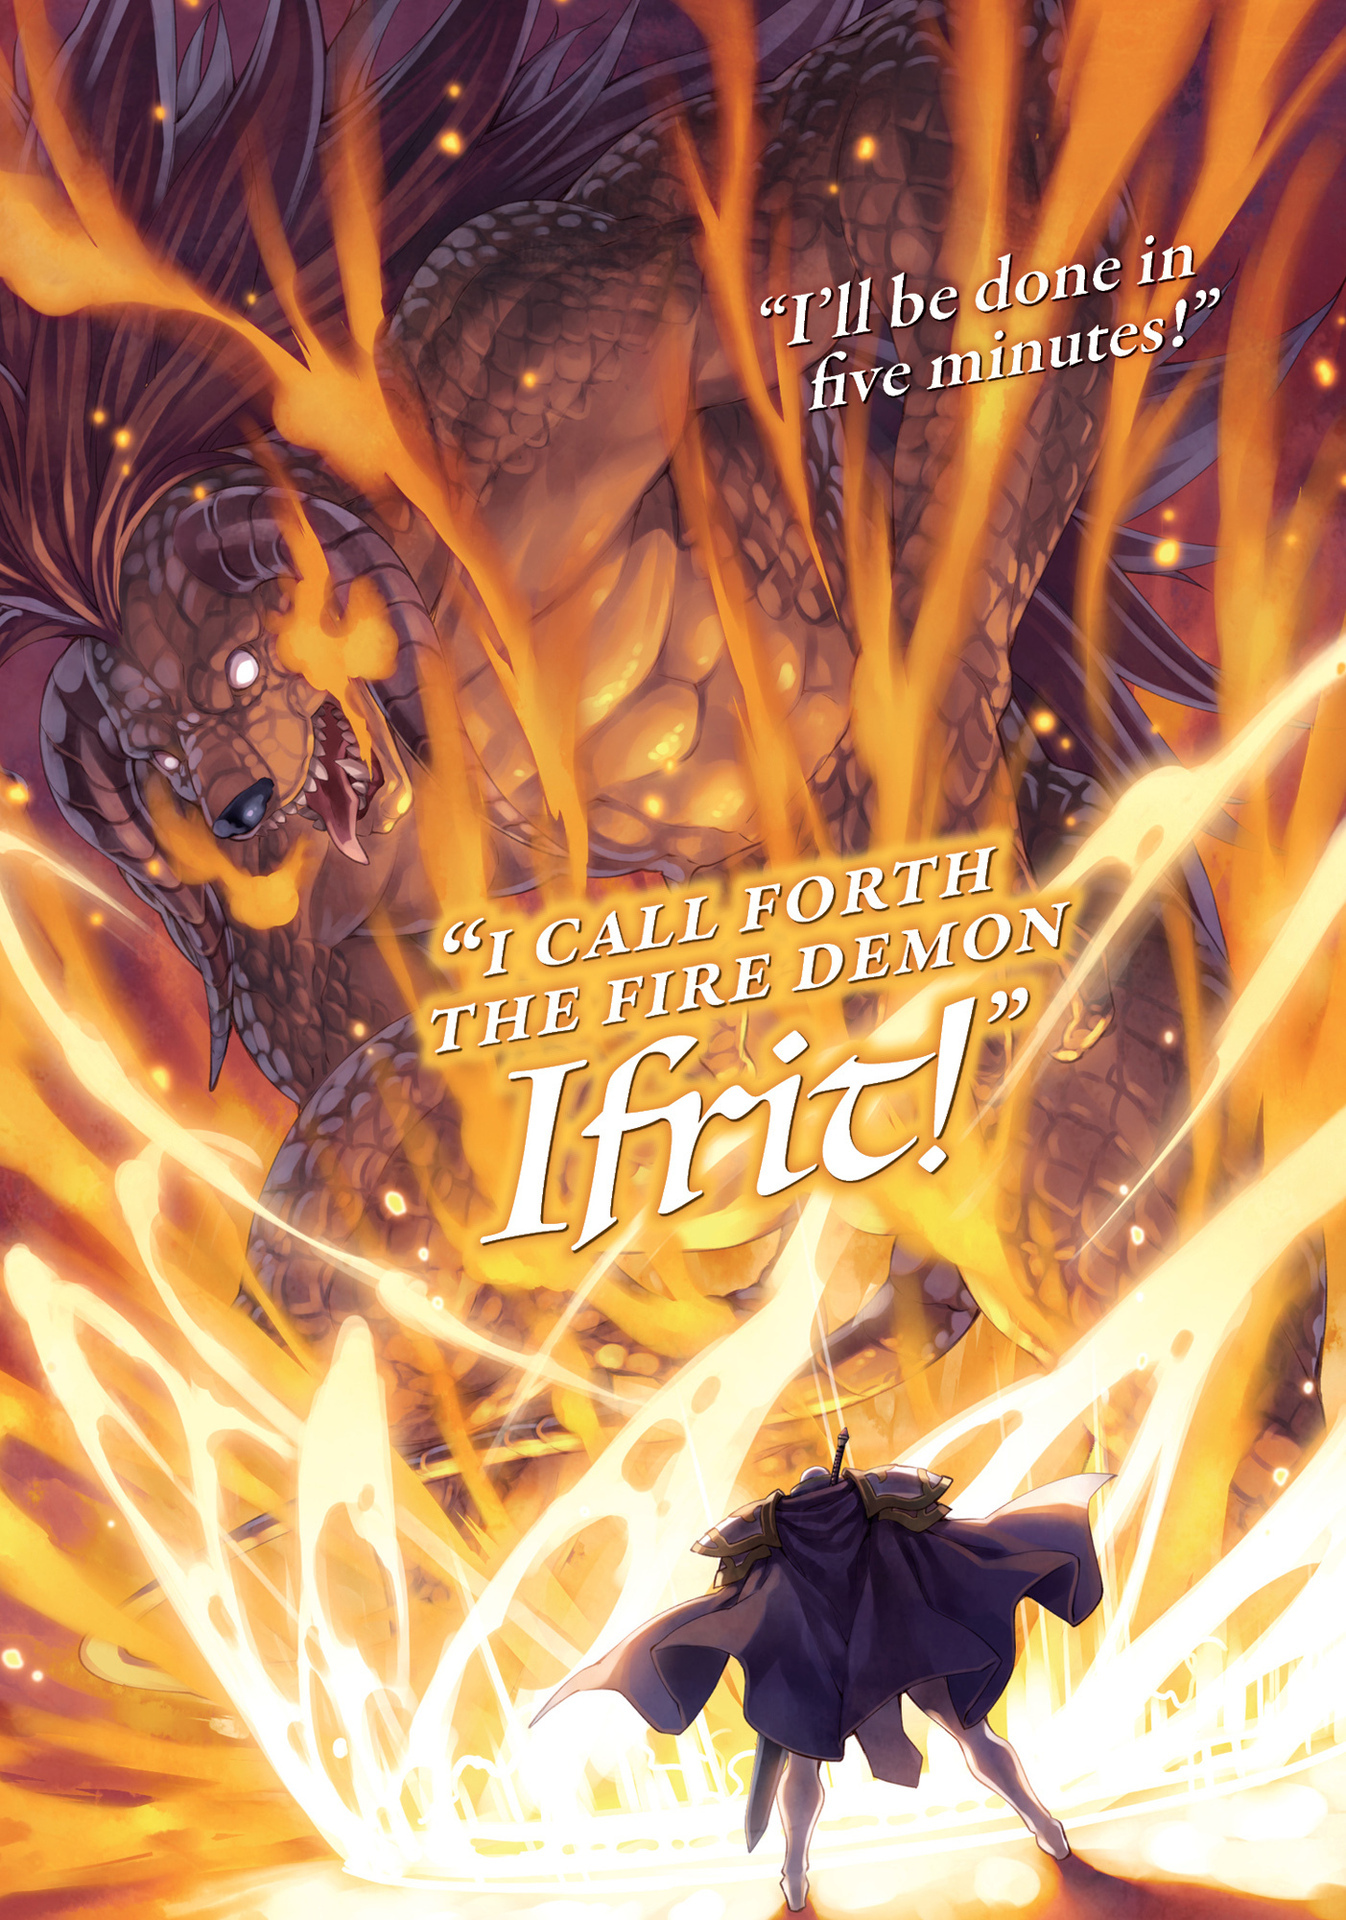 “I’ll be done in
five minutes!”
“I CALL FORTH
THE FIRE DEMON
Ifrit!”